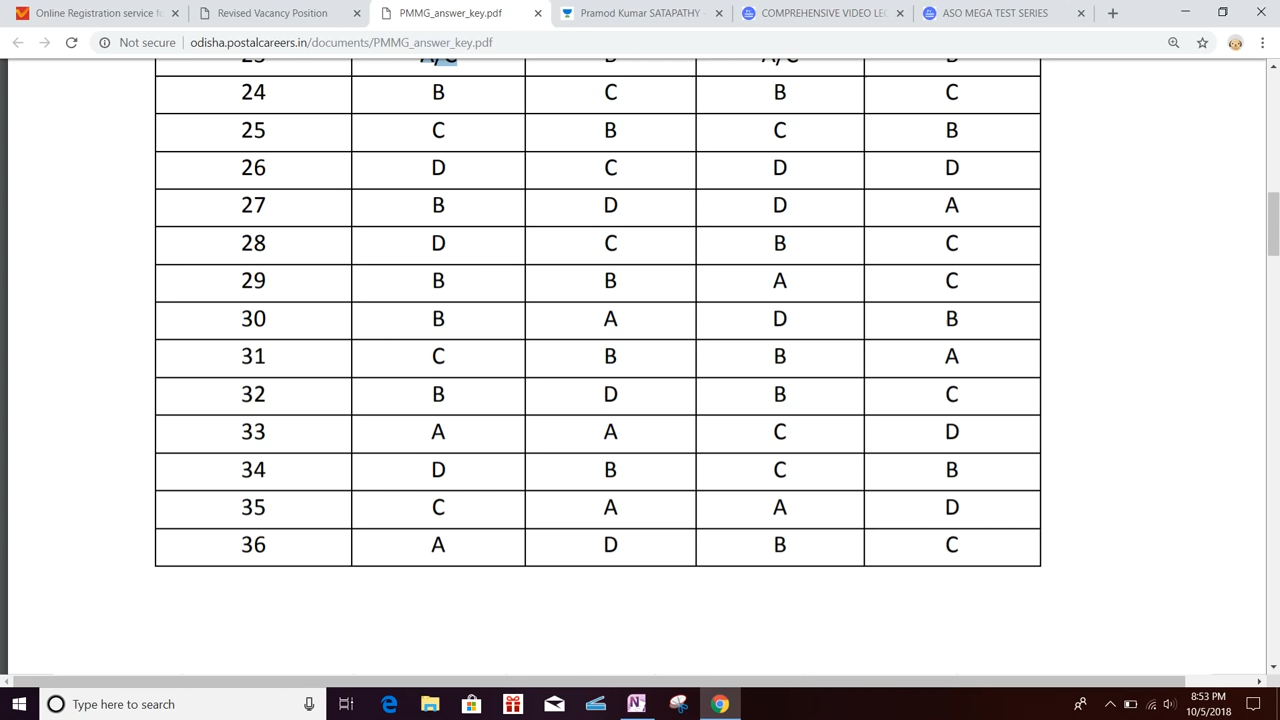 Online Registration service fo
Revised Vacancy Position
PMMG_answer_key.pdf
Pramod Kumar SATAPATHY -
COMPREHENSIVE VIDEO LEC
ASO MEGA TEST SERIES
Not secure | odisha.postalcareers.in/documents/PMMG_answer_key.pdf
23 A/C B A/C B
24 B C B C
25 C B C B
26 D C D D
27 B D D A
28 D C B C
29 B B A C
30 B A D B
31 C B B A
32 B D B C
33 A A C D
34 D B C B
35 C A A D
36 A D B C
Type here to search
8:53 PM
10/5/2018